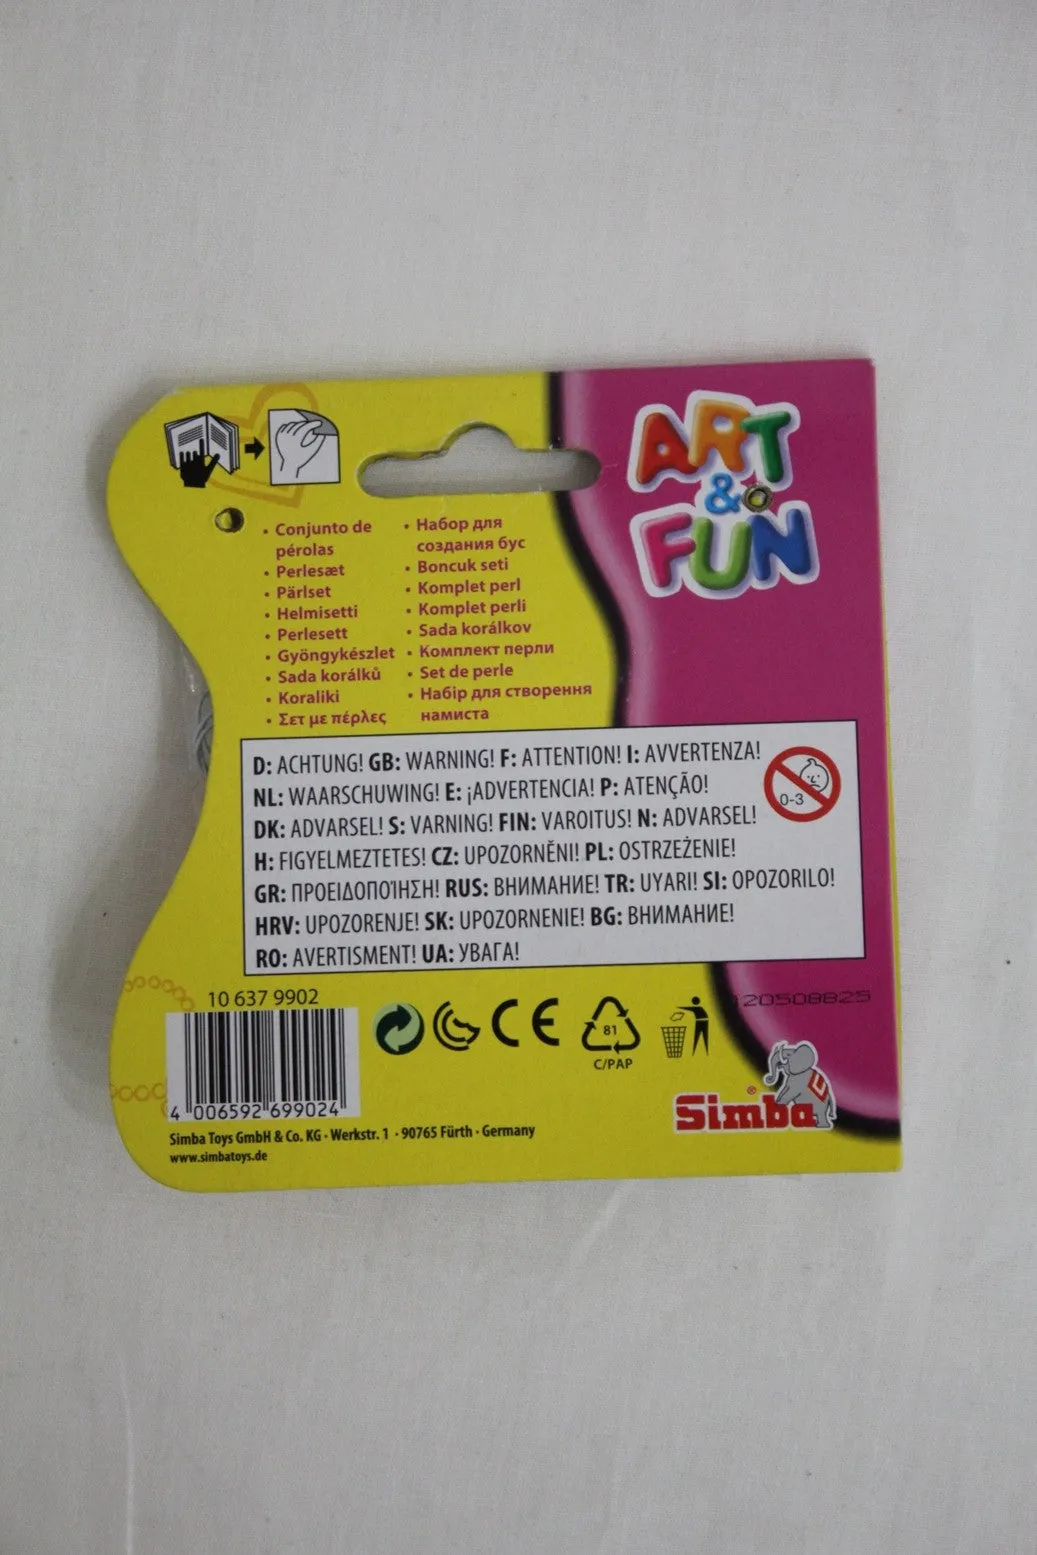 ART
&
FUN
• Conjunto de
pérolas
• Perlesæt
• Pärlset
• Helmisetti
• Perlesett
• Gyöngykészlet
• Sada korálků
• Koraliki
• Σετ με πέρλες
• Набор для
создания бус
• Boncuk seti
• Komplet perl
• Komplet perli
• Sada korálkov
• Комплект перли
• Set de perle
• Набір для створення
намиста
D: ACHTUNG! GB: WARNING! F: ATTENTION! I: AVVERTENZA!
NL: WAARSCHUWING! E: ¡ADVERTENCIA! P: ATENÇÃO!
DK: ADVARSEL! S: VARNING! FIN: VAROITUS! N: ADVARSEL!
H: FIGYELMEZTETES! CZ: UPOZORNĚNI! PL: OSTRZEŻENIE!
GR: ΠΡΟΕΙΔΟΠΟΊΗΣΗ! RUS: ВНИМАНИЕ! TR: UYARI! SI: OPOZORILO!
HRV: UPOZORENJE! SK: UPOZORNENIE! BG: ВНИМАНИЕ!
RO: AVERTISMENT! UA: УВАГА!
0-3
10 637 9902
4 006592 699024
CE
81
C/PAP
120508825
Simba®
Simba Toys GmbH & Co. KG · Werkstr. 1 · 90765 Fürth · Germany
www.simbatoys.de